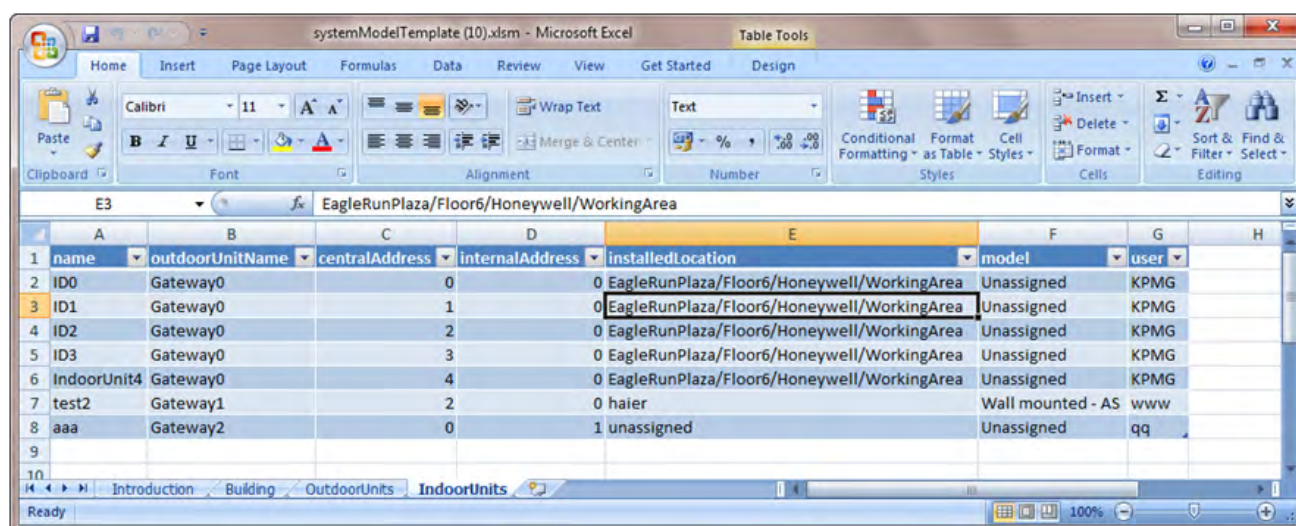 systemModelTemplate (10).xlsm - Microsoft Excel
Table Tools
Home Insert Page Layout Formulas Data Review View Get Started Design
Paste
Calibri 11 A A
B I U A
Wrap Text
Merge & Center
Text
% ,
Conditional Formatting
Format as Table
Cell Styles
Insert
Delete
Format
Σ
Sort & Filter
Find & Select
Clipboard Font Alignment Number Styles Cells Editing
E3 fx EagleRunPlaza/Floor6/Honeywell/WorkingArea
A B C D E F G H
1 name outdoorUnitName centralAddress internalAddress installedLocation model user
2 ID0 Gateway0 0 0 EagleRunPlaza/Floor6/Honeywell/WorkingArea Unassigned KPMG
3 ID1 Gateway0 1 0 EagleRunPlaza/Floor6/Honeywell/WorkingArea Unassigned KPMG
4 ID2 Gateway0 2 0 EagleRunPlaza/Floor6/Honeywell/WorkingArea Unassigned KPMG
5 ID3 Gateway0 3 0 EagleRunPlaza/Floor6/Honeywell/WorkingArea Unassigned KPMG
6 IndoorUnit4 Gateway0 4 0 EagleRunPlaza/Floor6/Honeywell/WorkingArea Unassigned KPMG
7 test2 Gateway1 2 0 haier Wall mounted - AS www
8 aaa Gateway2 0 1 unassigned Unassigned qq
9
10
Introduction Building OutdoorUnits IndoorUnits
Ready 100%